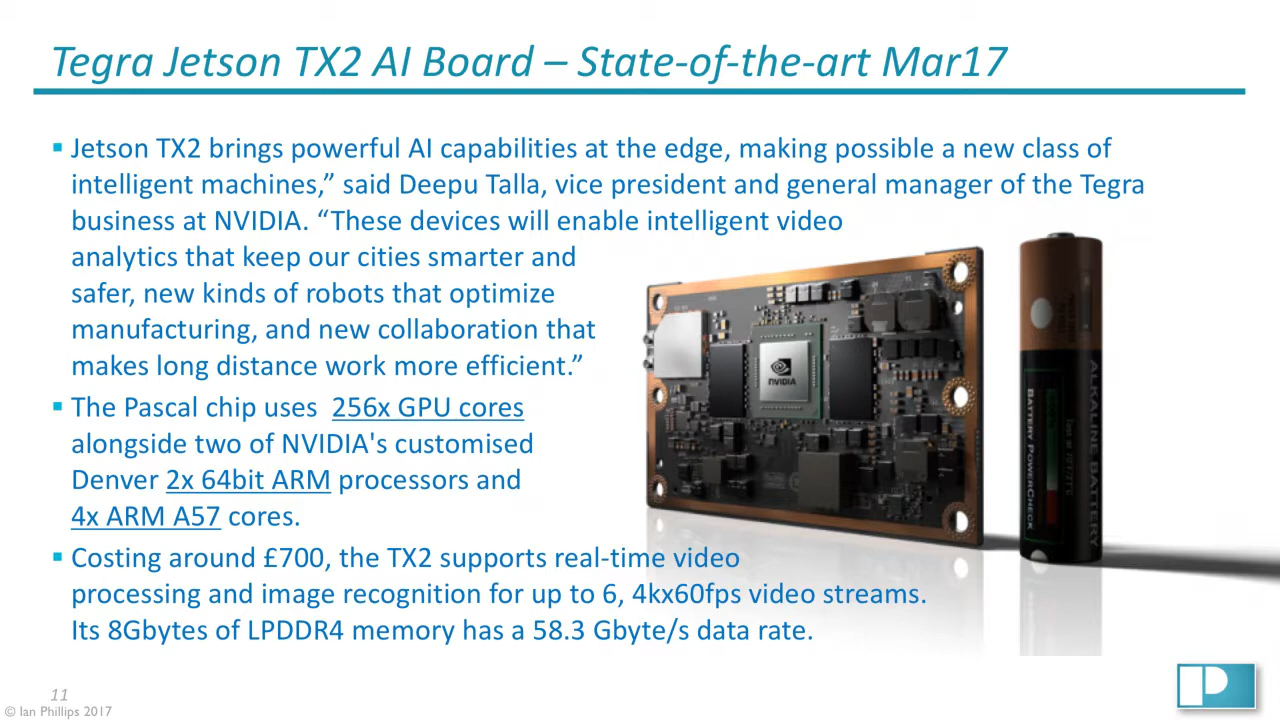 Tegra Jetson TX2 AI Board – State-of-the-art Mar17
▪ Jetson TX2 brings powerful AI capabilities at the edge, making possible a new class of
intelligent machines,” said Deepu Talla, vice president and general manager of the Tegra
business at NVIDIA. “These devices will enable intelligent video
analytics that keep our cities smarter and
safer, new kinds of robots that optimize
manufacturing, and new collaboration that
makes long distance work more efficient.”
▪ The Pascal chip uses 256x GPU cores
alongside two of NVIDIA's customised
Denver 2x 64bit ARM processors and
4x ARM A57 cores.
▪ Costing around £700, the TX2 supports real-time video
processing and image recognition for up to 6, 4kx60fps video streams.
Its 8Gbytes of LPDDR4 memory has a 58.3 Gbyte/s data rate.
NVIDIA
BATTERY POWERCHECK
ALKALINE BATTERY
11
© Ian Phillips 2017
P